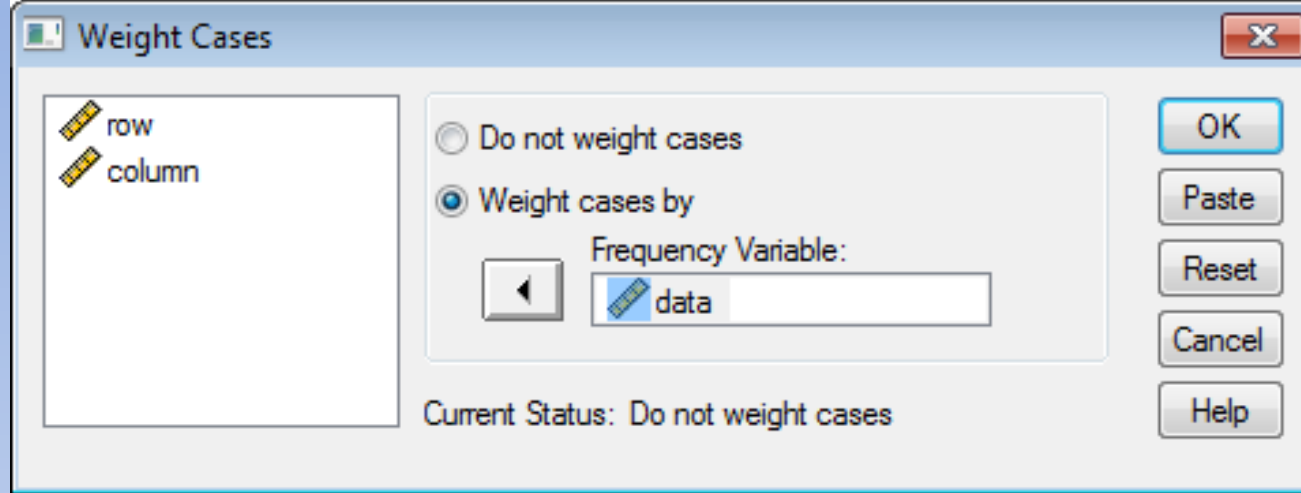 Weight Cases
row
column
Do not weight cases
Weight cases by
Frequency Variable:
data
Current Status: Do not weight cases
OK
Paste
Reset
Cancel
Help